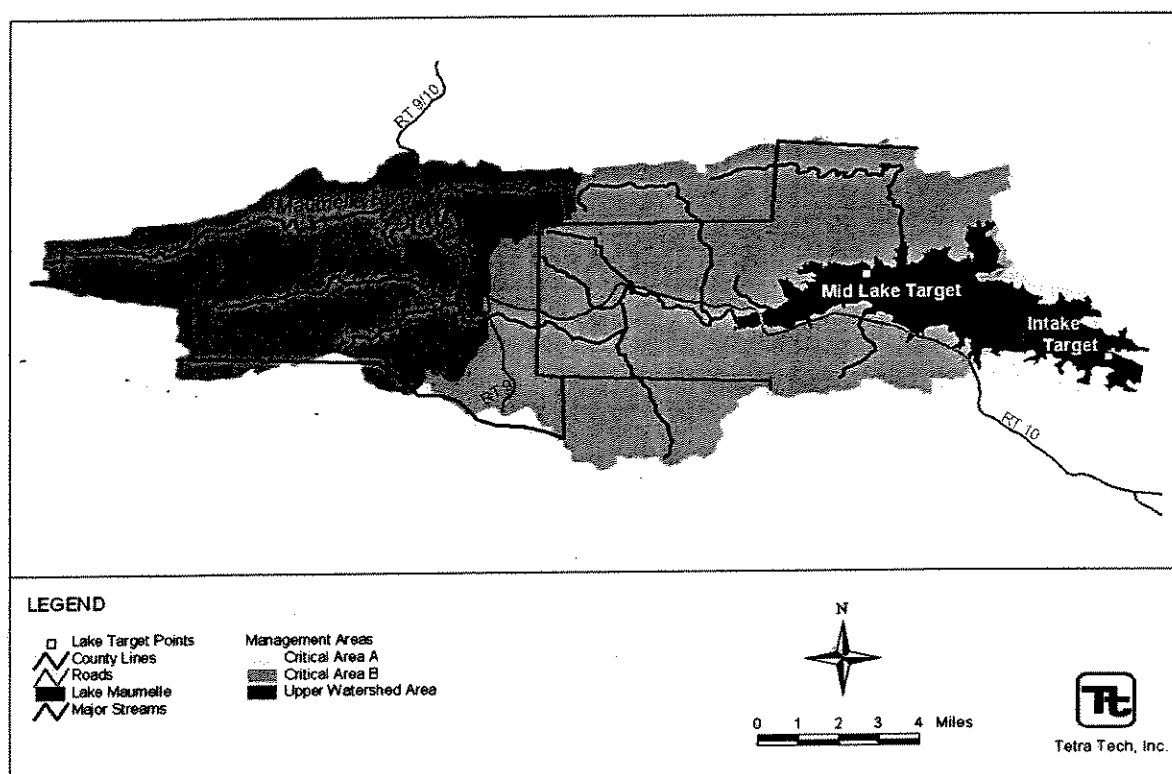 RT 9/10
Maumelle
Mid Lake Target
Intake
Target
RT 9
RT 10
LEGEND
Lake Target Points
County Lines
Roads
Lake Maumelle
Major Streams
Management Areas
Critical Area A
Critical Area B
Upper Watershed Area
N
0 1 2 3 4 Miles
Tt
Tetra Tech, Inc.